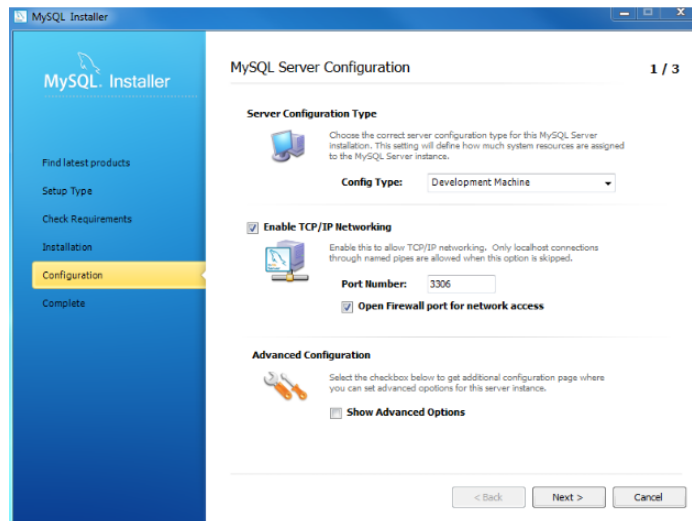 MySQL Installer
MySQL. Installer
Find latest products
Setup Type
Check Requirements
Installation
Configuration
Complete
MySQL Server Configuration
1 / 3
Server Configuration Type
Choose the correct server configuration type for this MySQL Server
installation. This setting will define how much system resources are assigned
to the MySQL Server instance.
Config Type: Development Machine
Enable TCP/IP Networking
Enable this to allow TCP/IP networking. Only localhost connections
through named pipes are allowed when this option is skipped.
Port Number: 3306
Open Firewall port for network access
Advanced Configuration
Select the checkbox below to get additional configuration page where
you can set advanced opotions for this server instance.
Show Advanced Options
< Back
Next >
Cancel